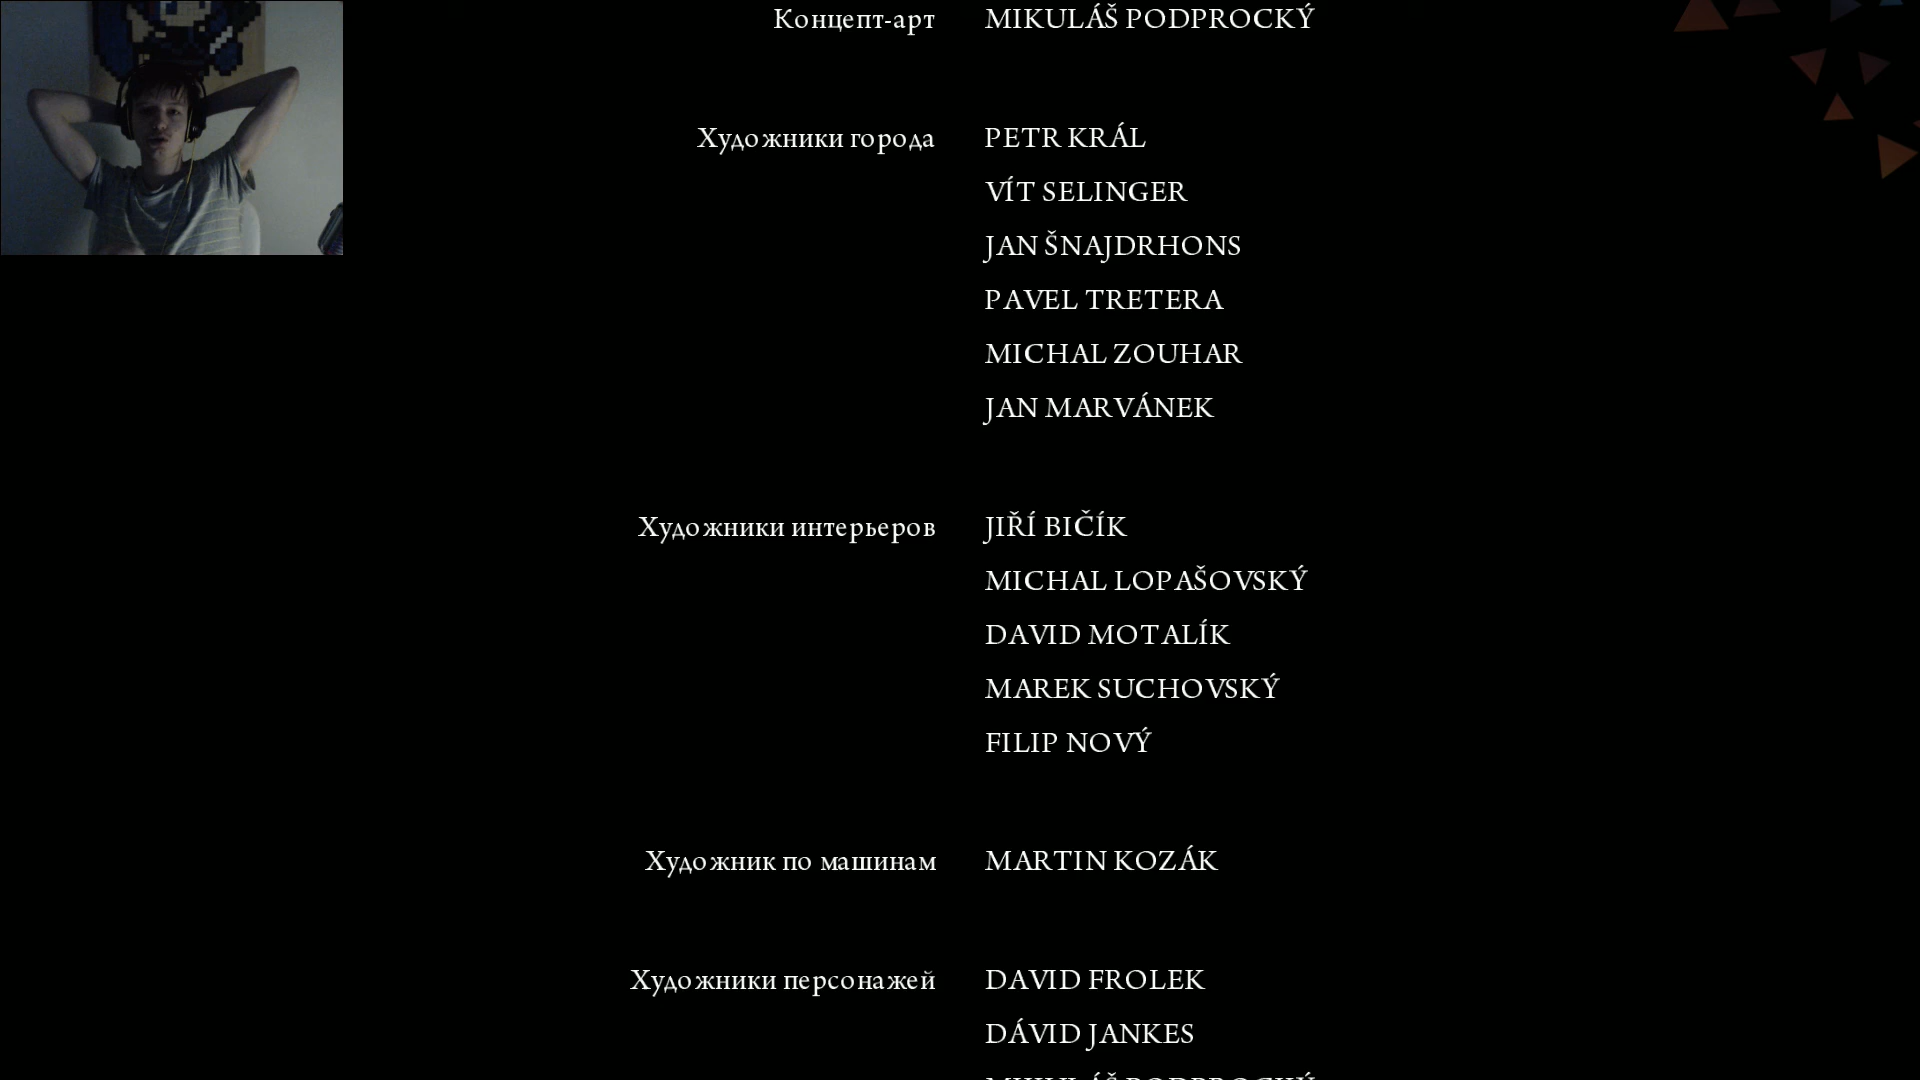 Концепт-арт MIKULÁŠ PODPROCKÝ
Художники города PETR KRÁL
VÍT SELINGER
JAN ŠNAJDRHONS
PAVEL TRETERA
MICHAL ZOUHAR
JAN MARVÁNEK
Художники интерьеров JIŘÍ BIČÍK
MICHAL LOPAŠOVSKÝ
DAVID MOTALÍK
MAREK SUCHOVSKÝ
FILIP NOVÝ
Художник по машинам MARTIN KOZÁK
Художники персонажей DAVID FROLEK
DÁVID JANKES